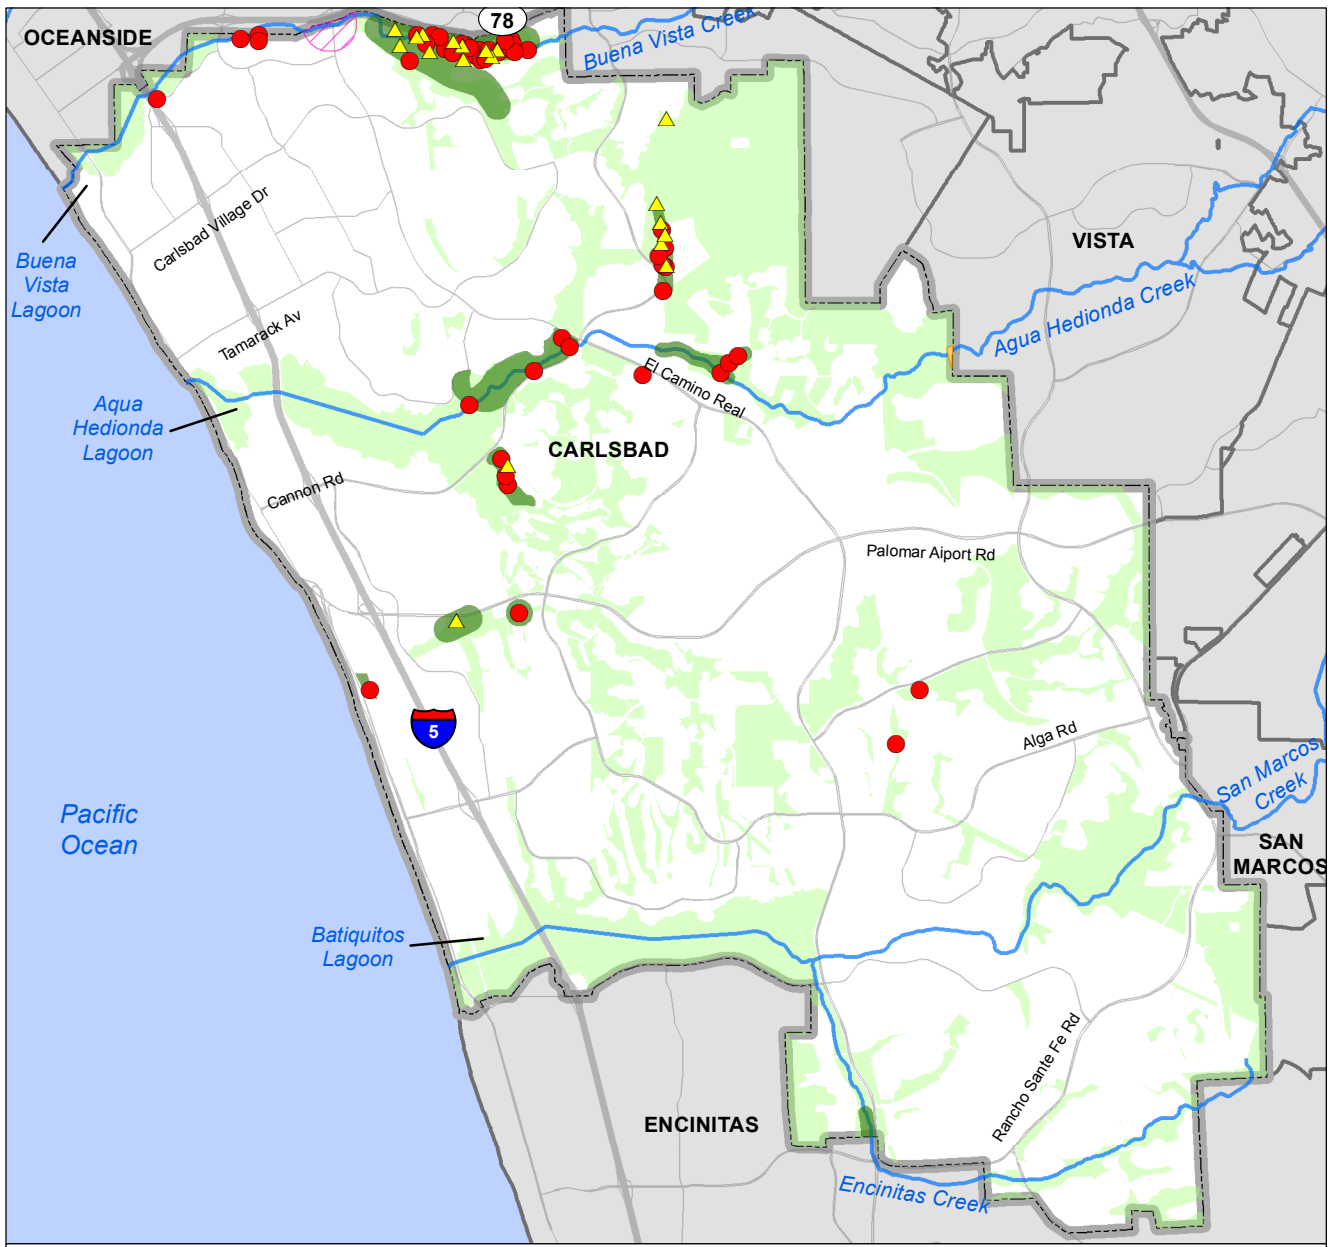 78
OCEANSIDE
Buena Vista Creek
Carlsbad Village Dr
VISTA
Buena
Vista
Lagoon
Agua Hedionda Creek
Tamarack Av
El Camino Real
Aqua
Hedionda
Lagoon
CARLSBAD
Cannon Rd
Palomar Aiport Rd
5
Alga Rd
San Marcos
Creek
Pacific
Ocean
SAN
MARCOS
Batiquitos
Lagoon
Rancho Sante Fe Rd
ENCINITAS
Encinitas Creek